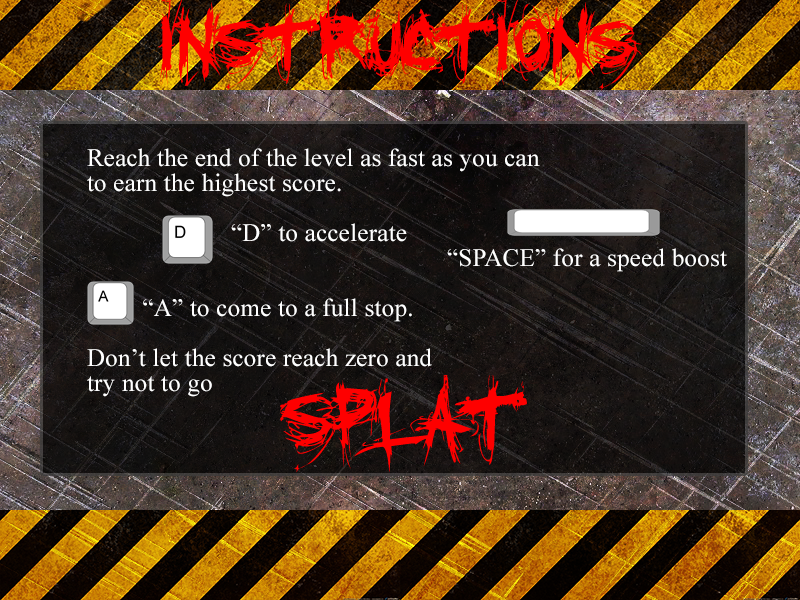 INSTRUCTIONS
Reach the end of the level as fast as you can
to earn the highest score.
D
“D” to accelerate
“SPACE” for a speed boost
A
“A” to come to a full stop.
Don’t let the score reach zero and
try not to go
SPLAT